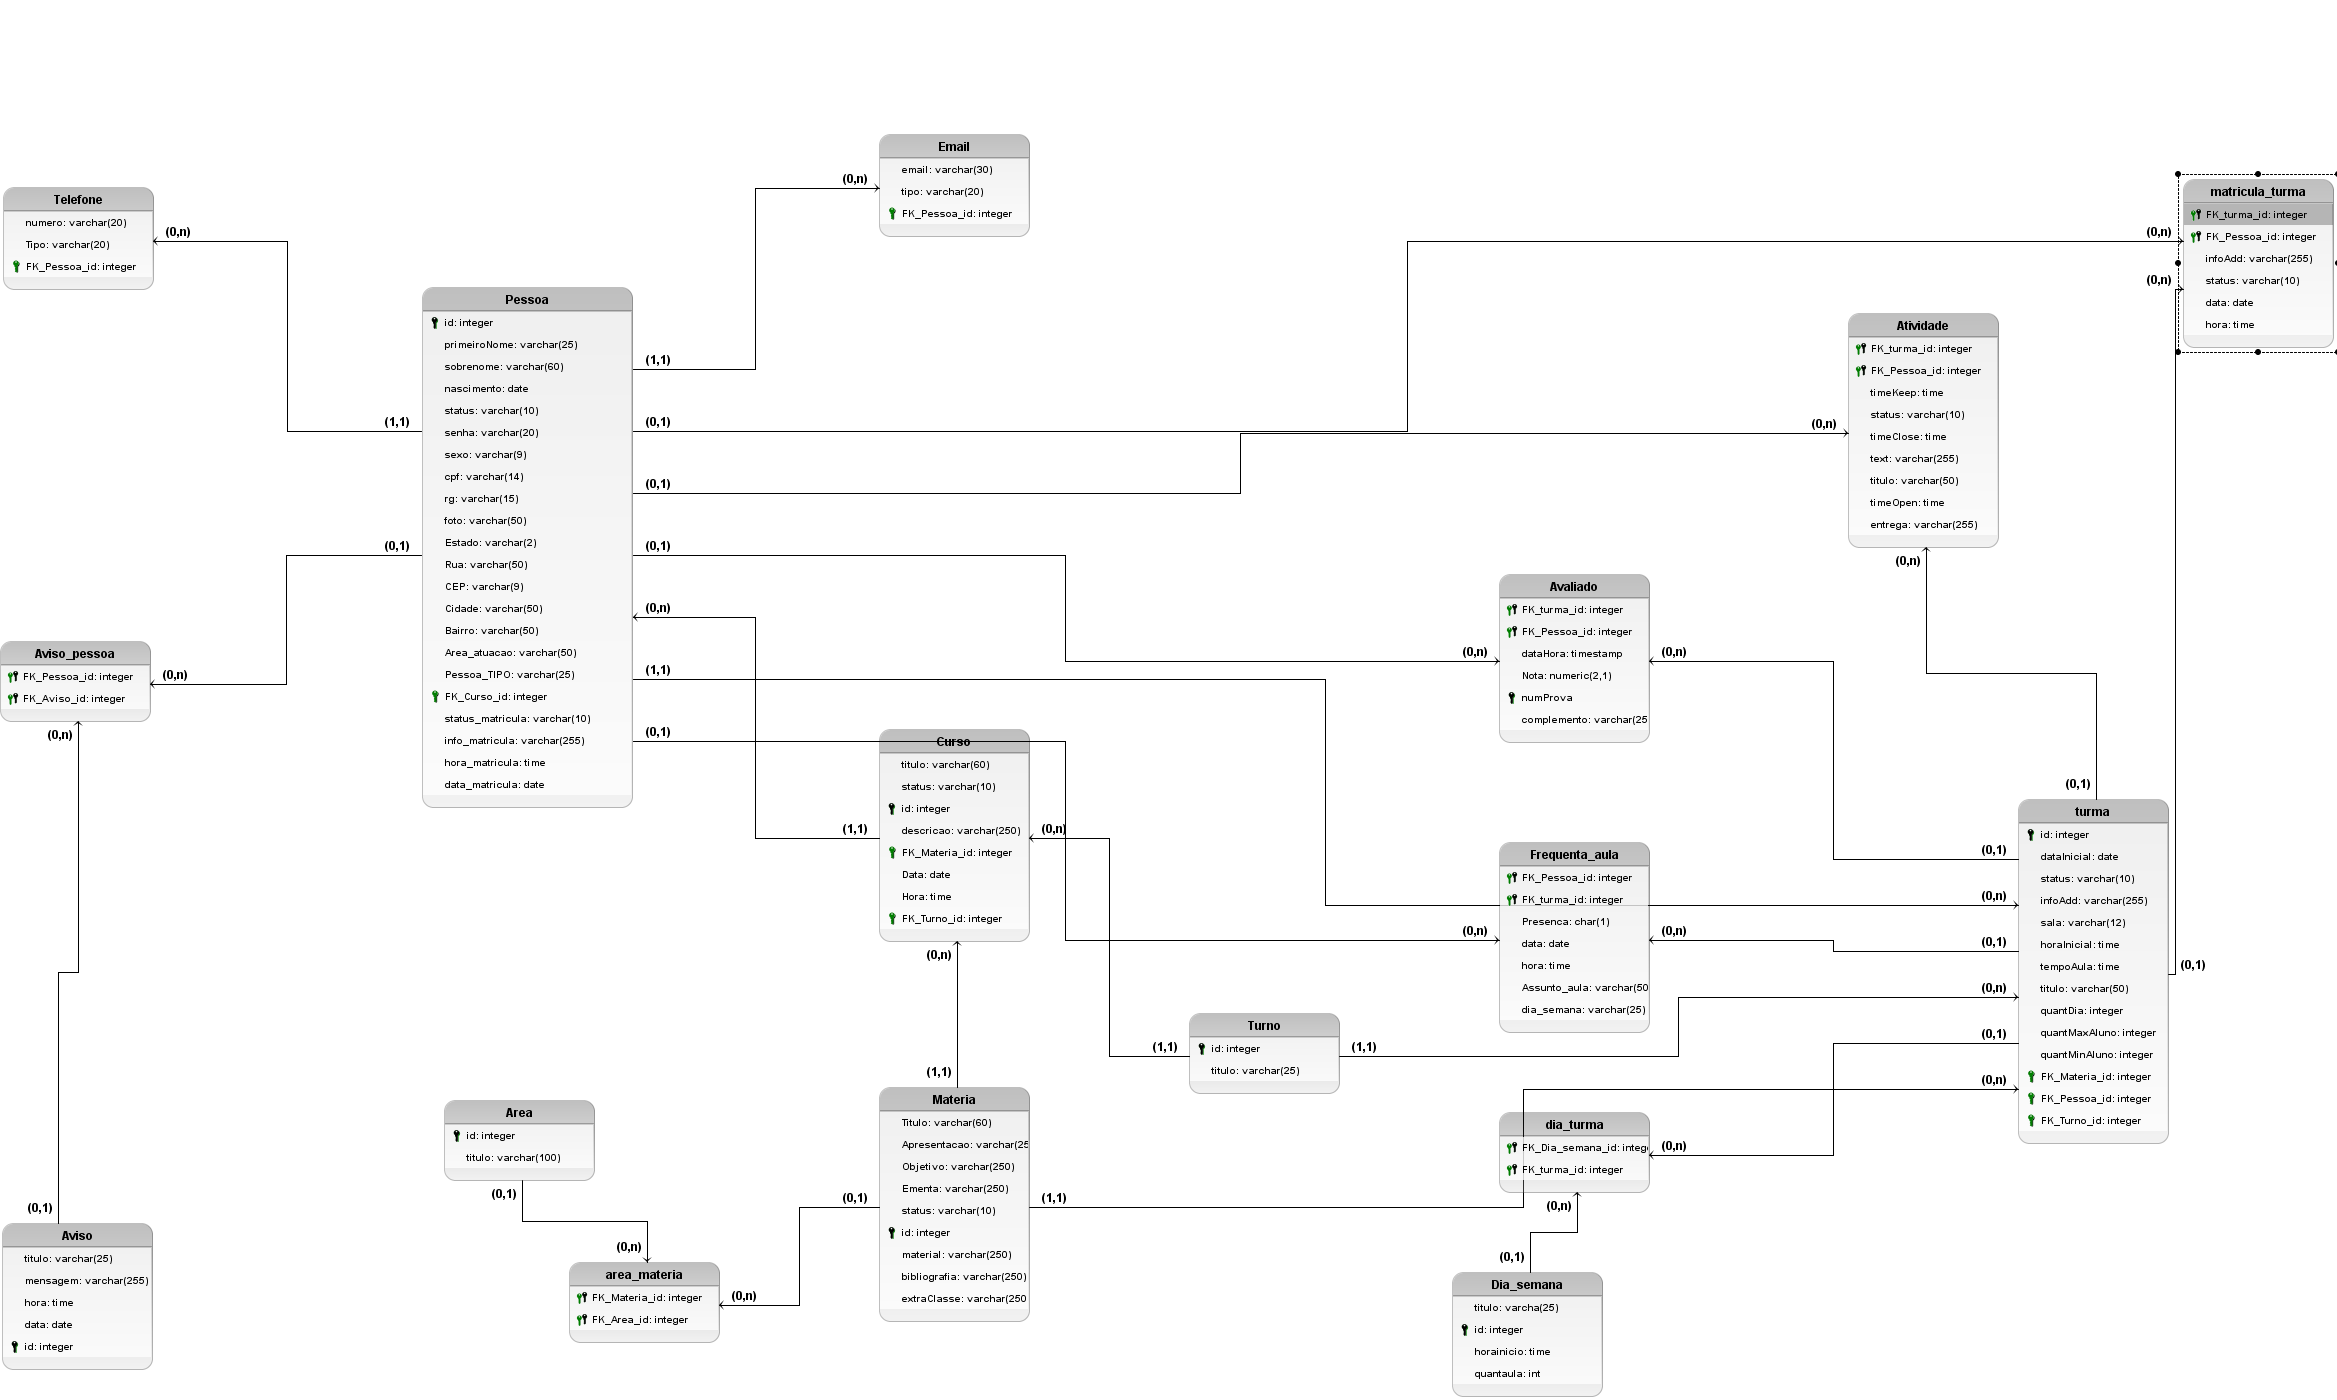 Email
email: varchar(30)
tipo: varchar(20)
FK_Pessoa_id: integer
(0,n)
Telefone
numero: varchar(20)
Tipo: varchar(20)
FK_Pessoa_id: integer
(0,n)
matricula_turma
FK_turma_id: integer
FK_Pessoa_id: integer
infoAdd: varchar(255)
status: varchar(10)
data: date
hora: time
(0,n)
(0,n)
Pessoa
id: integer
primeiroNome: varchar(25)
sobrenome: varchar(60)
nascimento: date
status: varchar(10)
senha: varchar(20)
sexo: varchar(9)
cpf: varchar(14)
rg: varchar(15)
foto: varchar(50)
Estado: varchar(2)
Rua: varchar(50)
CEP: varchar(9)
Cidade: varchar(50)
Bairro: varchar(50)
Area_atuacao: varchar(50)
Pessoa_TIPO: varchar(25)
FK_Curso_id: integer
status_matricula: varchar(10)
info_matricula: varchar(255)
hora_matricula: time
data_matricula: date
(1,1)
(0,1)
(1,1)
(0,1)
(0,1)
(0,1)
(0,n)
(1,1)
(0,1)
Atividade
FK_turma_id: integer
FK_Pessoa_id: integer
timeKeep: time
status: varchar(10)
timeClose: time
text: varchar(255)
titulo: varchar(50)
timeOpen: time
entrega: varchar(255)
(0,n)
(0,n)
Avaliado
FK_turma_id: integer
FK_Pessoa_id: integer
dataHora: timestamp
Nota: numeric(2,1)
numProva
complemento: varchar(25
(0,n)
(0,n)
Aviso_pessoa
FK_Pessoa_id: integer
FK_Aviso_id: integer
(0,n)
(0,n)
Curso
titulo: varchar(60)
status: varchar(10)
id: integer
descricao: varchar(250)
FK_Materia_id: integer
Data: date
Hora: time
FK_Turno_id: integer
(1,1)
(0,n)
(0,n)
Frequenta_aula
FK_Pessoa_id: integer
FK_turma_id: integer
Presenca: char(1)
data: date
hora: time
Assunto_aula: varchar(50
dia_semana: varchar(25)
(0,n)
(0,n)
turma
id: integer
dataInicial: date
status: varchar(10)
infoAdd: varchar(255)
sala: varchar(12)
horaInicial: time
tempoAula: time
titulo: varchar(50)
quantDia: integer
quantMaxAluno: integer
quantMinAluno: integer
FK_Materia_id: integer
FK_Pessoa_id: integer
FK_Turno_id: integer
(0,1)
(0,1)
(0,n)
(0,1)
(0,1)
(0,n)
(0,1)
(0,n)
Turno
id: integer
titulo: varchar(25)
(1,1)
(1,1)
Area
id: integer
titulo: varchar(100)
(0,1)
Materia
Titulo: varchar(60)
Apresentacao: varchar(25
Objetivo: varchar(250)
Ementa: varchar(250)
status: varchar(10)
id: integer
material: varchar(250)
bibliografia: varchar(250)
extraClasse: varchar(250
(1,1)
(0,1)
(1,1)
dia_turma
FK_Dia_semana_id: integ
FK_turma_id: integer
(0,n)
(0,n)
Aviso
titulo: varchar(25)
mensagem: varchar(255)
hora: time
data: date
id: integer
(0,1)
area_materia
FK_Materia_id: integer
FK_Area_id: integer
(0,n)
(0,n)
Dia_semana
titulo: varcha(25)
id: integer
horainicio: time
quantaula: int
(0,1)